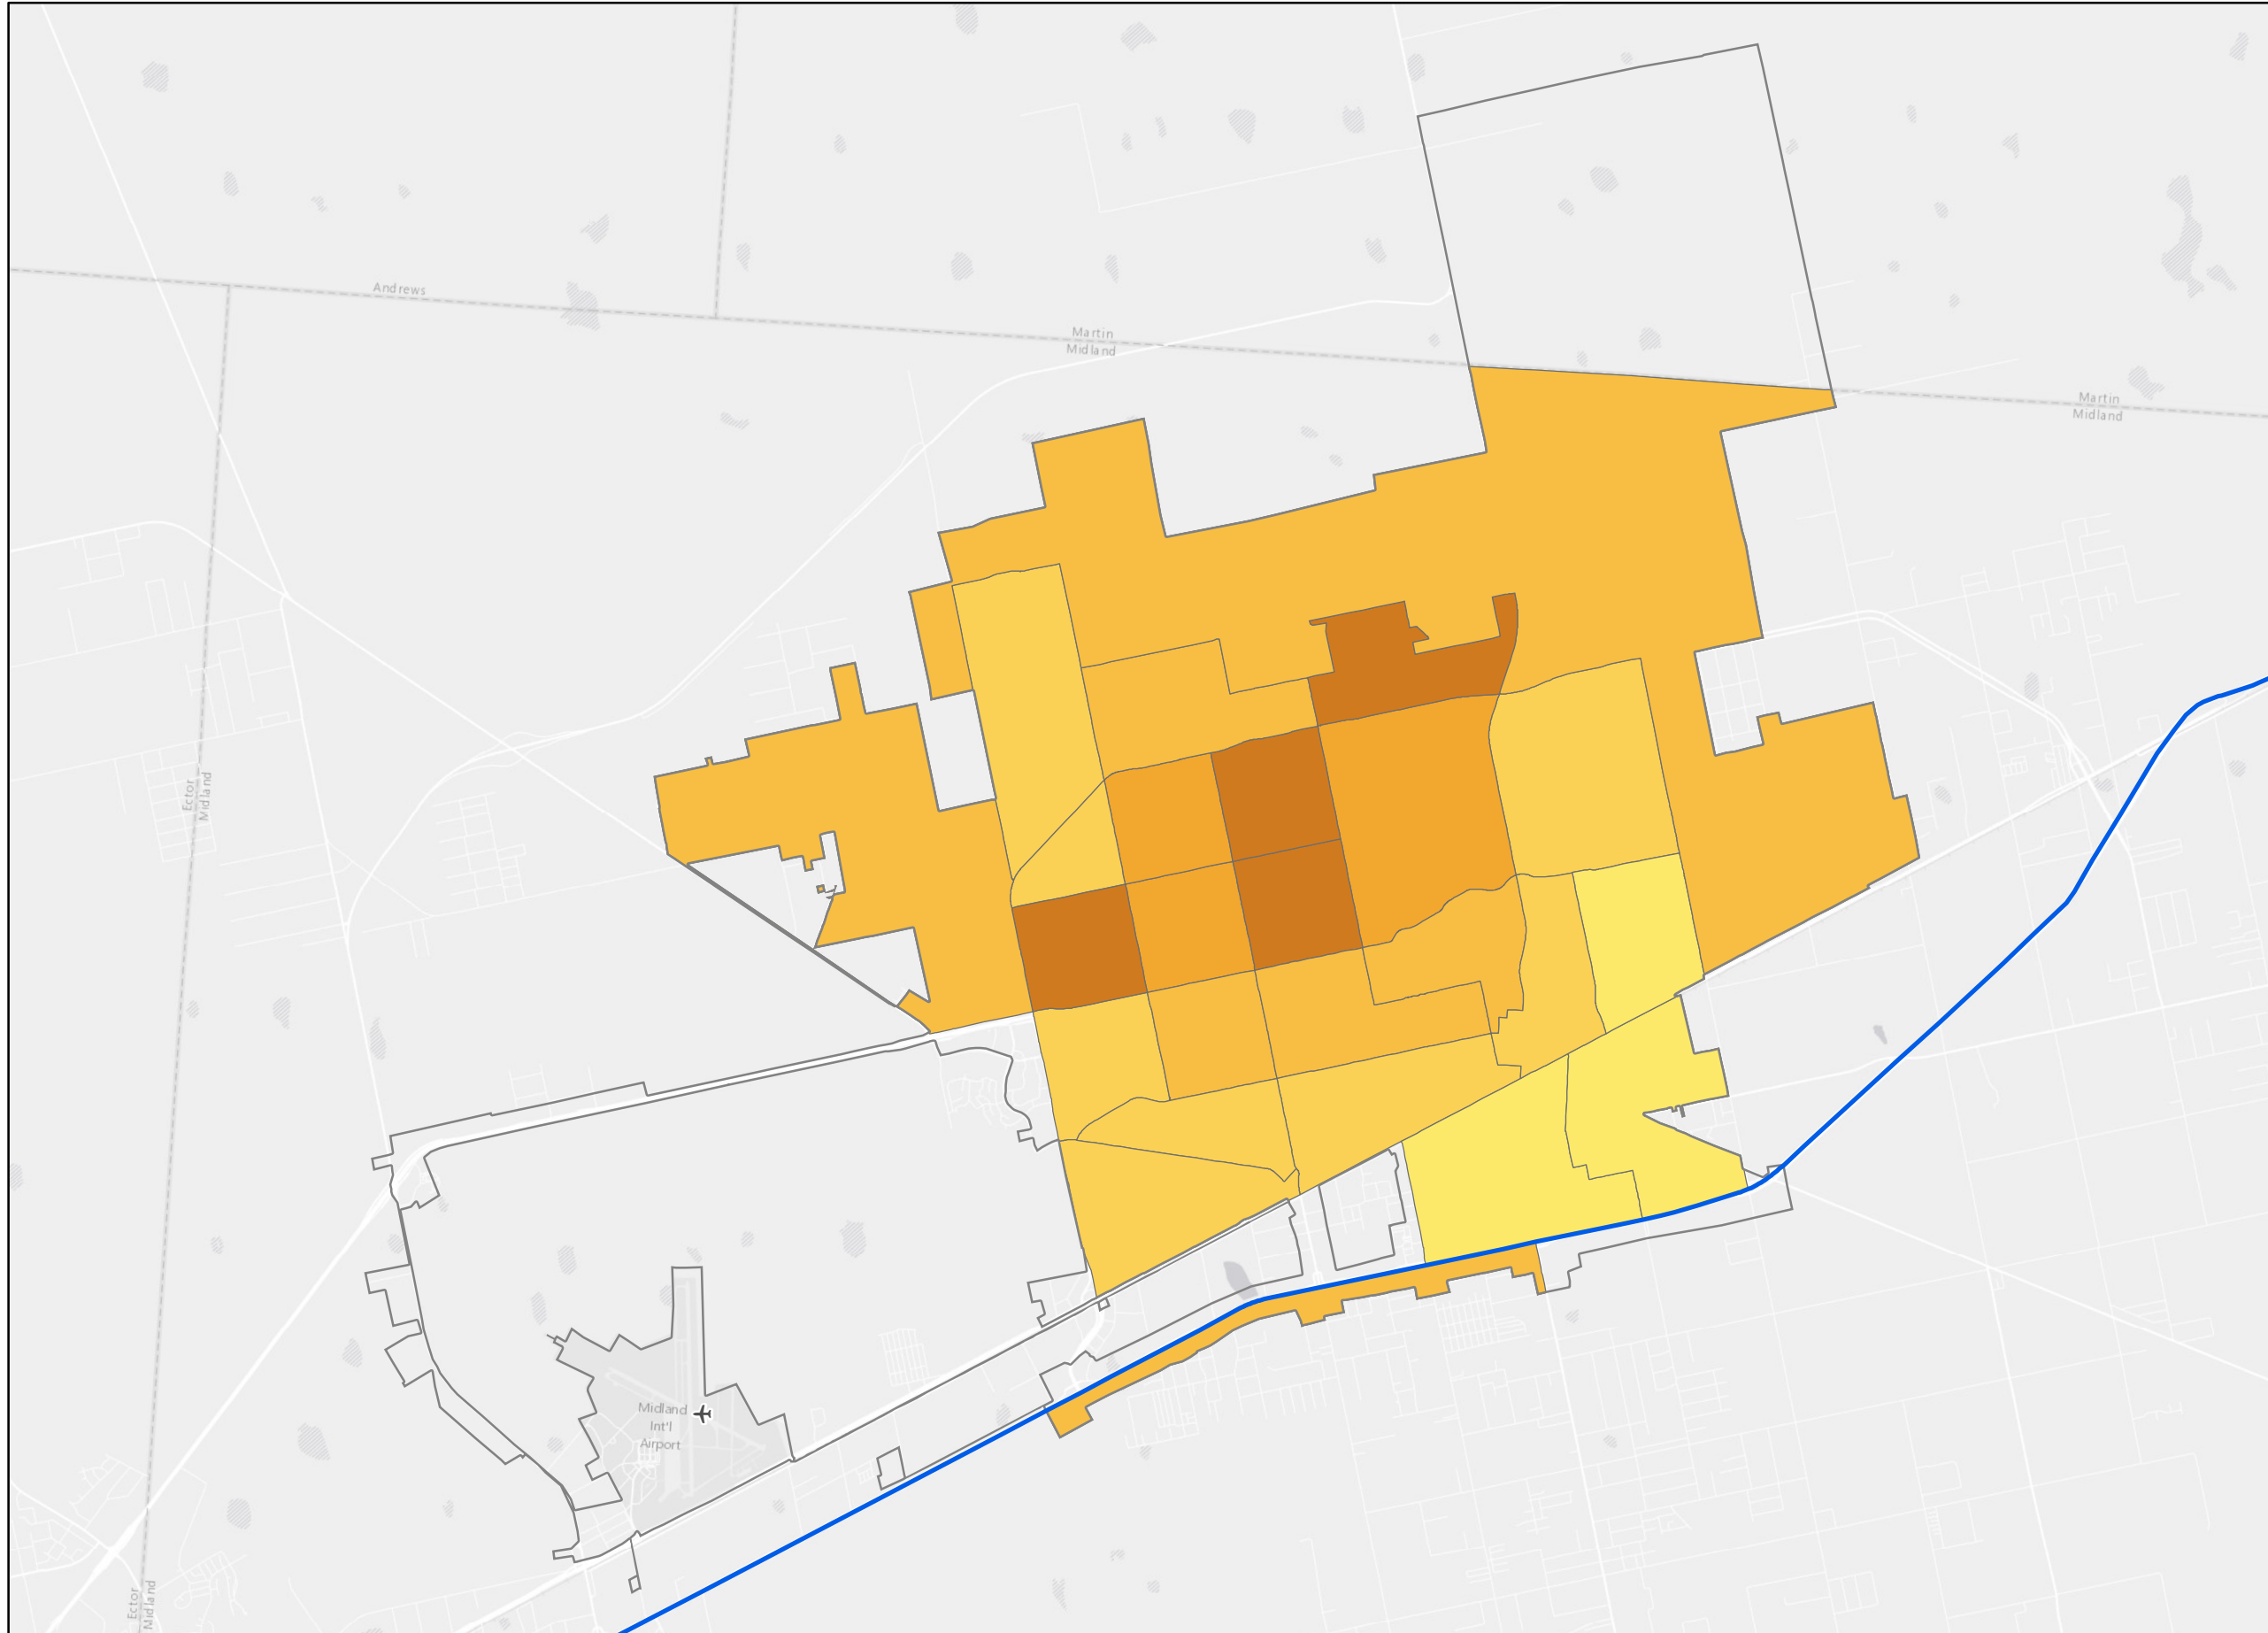 Andrews
Martin
Midland
Martin
Midland
Ector
Midland
Midland
Int'l
Airport
Ector
Midland